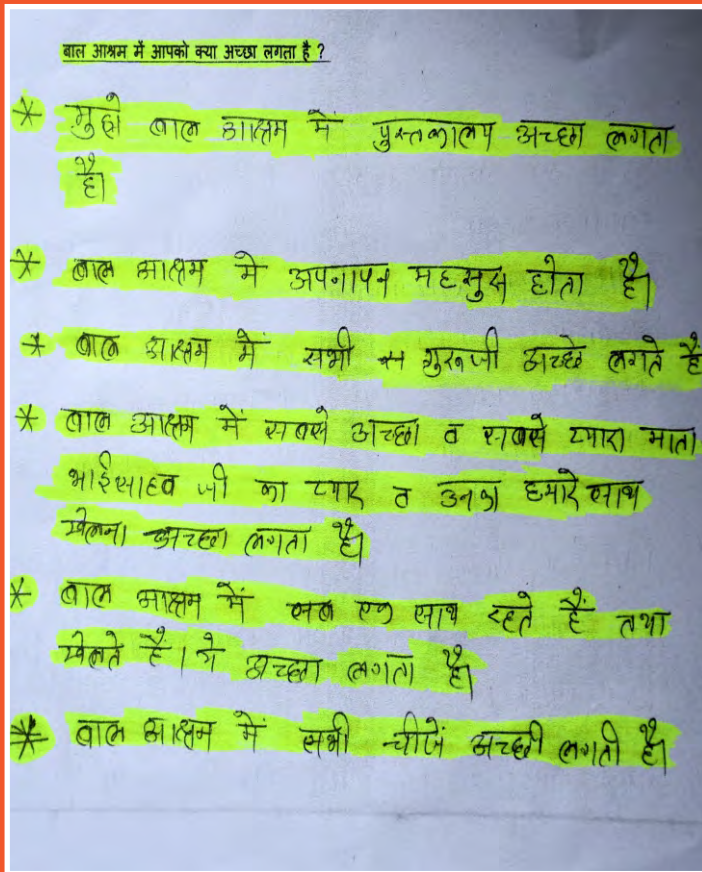 बाल आश्रम में आपको क्या अच्छा लगता है ?
* मुझे बाल आश्रम में पुस्तकालय अच्छा लगता
है।
* बाल आश्रम मे अपनापन महसुस होता है।
* बाल आश्रम में सभी स गुरुजी अच्छे लगते है
* बाल आश्रम में सबसे अच्छा व सबसे प्यारा माता
भाईसाहब जी का प्यार व उनका हमारे साथ
खेलना अच्छा लगता है।
* बाल आश्रम में सब एक साथ रहते हैं तथा
खेलते है। ये अच्छा लगता है।
* बाल आश्रम में सभी चीजें अच्छी लगती है।